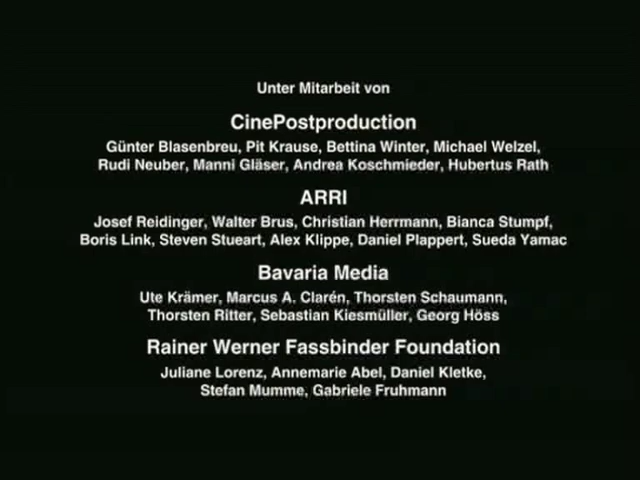 Unter Mitarbeit von
CinePostproduction
Günter Blasenbreu, Pit Krause, Bettina Winter, Michael Welzel,
Rudi Neuber, Manni Gläser, Andrea Koschmieder, Hubertus Rath
ARRI
Josef Reidinger, Walter Brus, Christian Herrmann, Bianca Stumpf,
Boris Link, Steven Stueart, Alex Klippe, Daniel Plappert, Sueda Yamac
Bavaria Media
Ute Krämer, Marcus A. Clarén, Thorsten Schaumann,
Thorsten Ritter, Sebastian Kiesmüller, Georg Höss
Rainer Werner Fassbinder Foundation
Juliane Lorenz, Annemarie Abel, Daniel Kletke,
Stefan Mumme, Gabriele Fruhmann